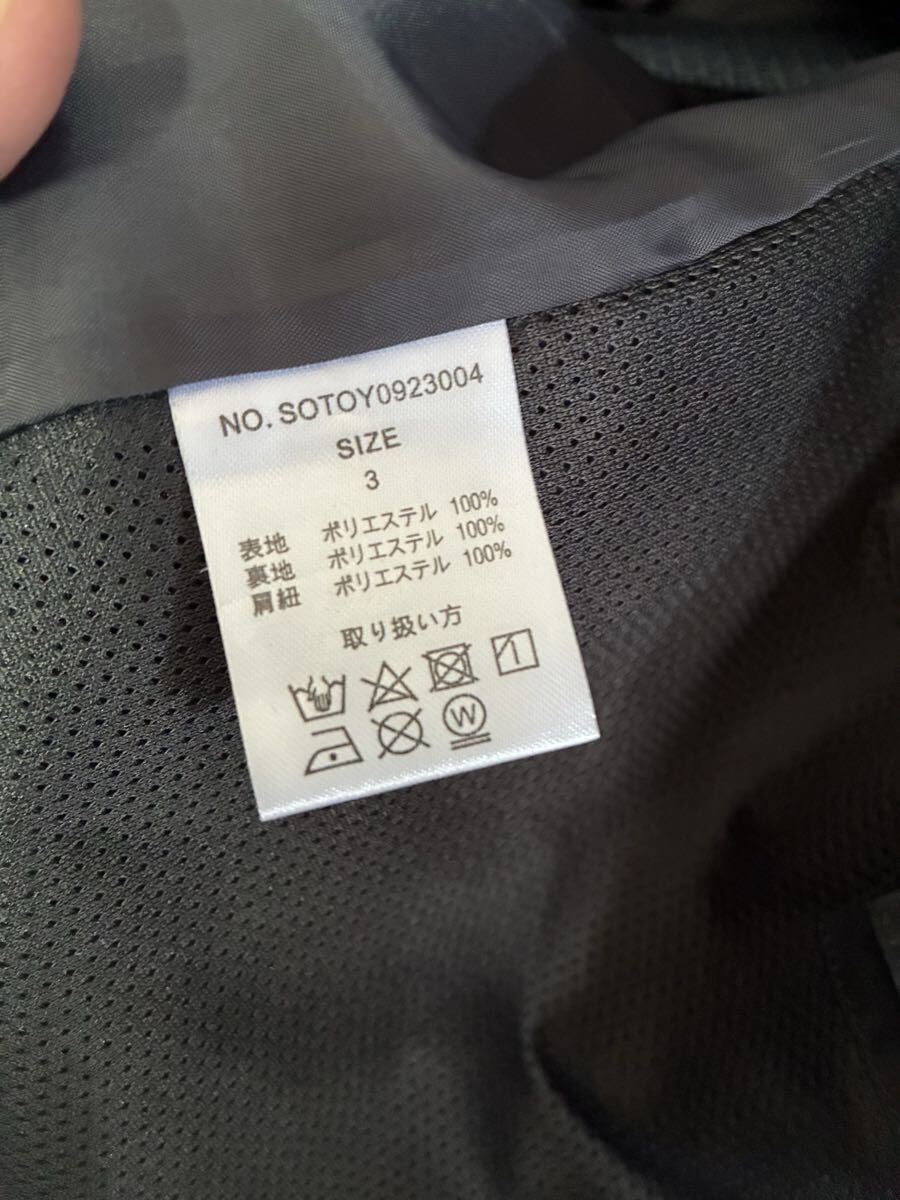 NO. SOTOY0923004
SIZE
3
表地 ポリエステル 100%
裏地 ポリエステル 100%
肩紐 ポリエステル 100%
取り扱い方
W